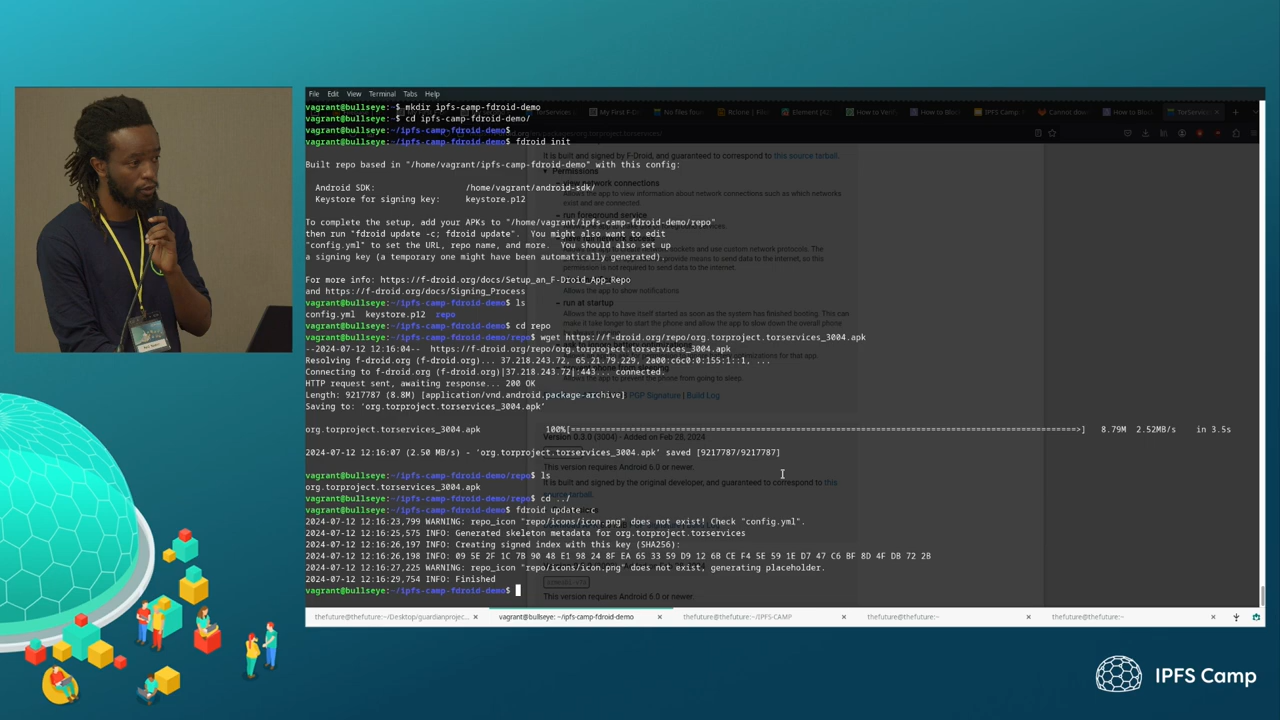 File Edit View Terminal Tabs Help
vagrant@bullseye:~$ mkdir ipfs-camp-fdroid-demo
vagrant@bullseye:~$ cd ipfs-camp-fdroid-demo/
vagrant@bullseye:~/ipfs-camp-fdroid-demo$
vagrant@bullseye:~/ipfs-camp-fdroid-demo$ fdroid init
Built repo based in "/home/vagrant/ipfs-camp-fdroid-demo" with this config:
Android SDK: /home/vagrant/android-sdk/
Keystore for signing key: keystore.p12
To complete the setup, add your APKs to "/home/vagrant/ipfs-camp-fdroid-demo/repo"
then run "fdroid update -c; fdroid update". You might also want to edit
"config.yml" to set the URL, repo name, and more. You should also set up
a signing key (a temporary one might have been automatically generated).
For more info: https://f-droid.org/docs/Setup_an_F-Droid_App_Repo
and https://f-droid.org/docs/Signing_Process
vagrant@bullseye:~/ipfs-camp-fdroid-demo$ ls
config.yml keystore.p12 repo
vagrant@bullseye:~/ipfs-camp-fdroid-demo$ cd repo
vagrant@bullseye:~/ipfs-camp-fdroid-demo/repo$ wget https://f-droid.org/repo/org.torproject.torservices_3004.apk
--2024-07-12 12:16:04-- https://f-droid.org/repo/org.torproject.torservices_3004.apk
Resolving f-droid.org (f-droid.org)... 37.218.243.72, 65.21.79.229, 2a00:c6c0:0:155:1::1, ...
Connecting to f-droid.org (f-droid.org)|37.218.243.72|:443... connected.
HTTP request sent, awaiting response... 200 OK
Length: 9217787 (8.8M) [application/vnd.android.package-archive]
Saving to: 'org.torproject.torservices_3004.apk'
org.torproject.torservices_3004.apk 100%[=====================================>] 8.79M 2.52MB/s in 3.5s
2024-07-12 12:16:07 (2.50 MB/s) - 'org.torproject.torservices_3004.apk' saved [9217787/9217787]
vagrant@bullseye:~/ipfs-camp-fdroid-demo/repo$ ls
org.torproject.torservices_3004.apk
vagrant@bullseye:~/ipfs-camp-fdroid-demo/repo$ cd ../
vagrant@bullseye:~/ipfs-camp-fdroid-demo$ fdroid update -c
2024-07-12 12:16:23,799 WARNING: repo_icon "repo/icons/icon.png" does not exist! Check "config.yml".
2024-07-12 12:16:25,575 INFO: Generated skeleton metadata for org.torproject.torservices
2024-07-12 12:16:26,197 INFO: Creating signed index with this key (SHA256):
2024-07-12 12:16:26,198 INFO: 09 5E 2F 1C 7B 90 48 E1 98 24 8F EA 65 33 59 D9 12 6B CE F4 5E 59 1E D7 47 C6 BF 8D 4F DB 72 2B
2024-07-12 12:16:27,225 WARNING: repo_icon "repo/icons/icon.png" does not exist, generating placeholder.
2024-07-12 12:16:29,754 INFO: Finished
vagrant@bullseye:~/ipfs-camp-fdroid-demo$
thefuture@thefuture:~/Desktop/guardianprojec...
vagrant@bullseye: ~/ipfs-camp-fdroid-demo
thefuture@thefuture:~/IPFS-CAMP
thefuture@thefuture:~
thefuture@thefuture:~
IPFS Camp